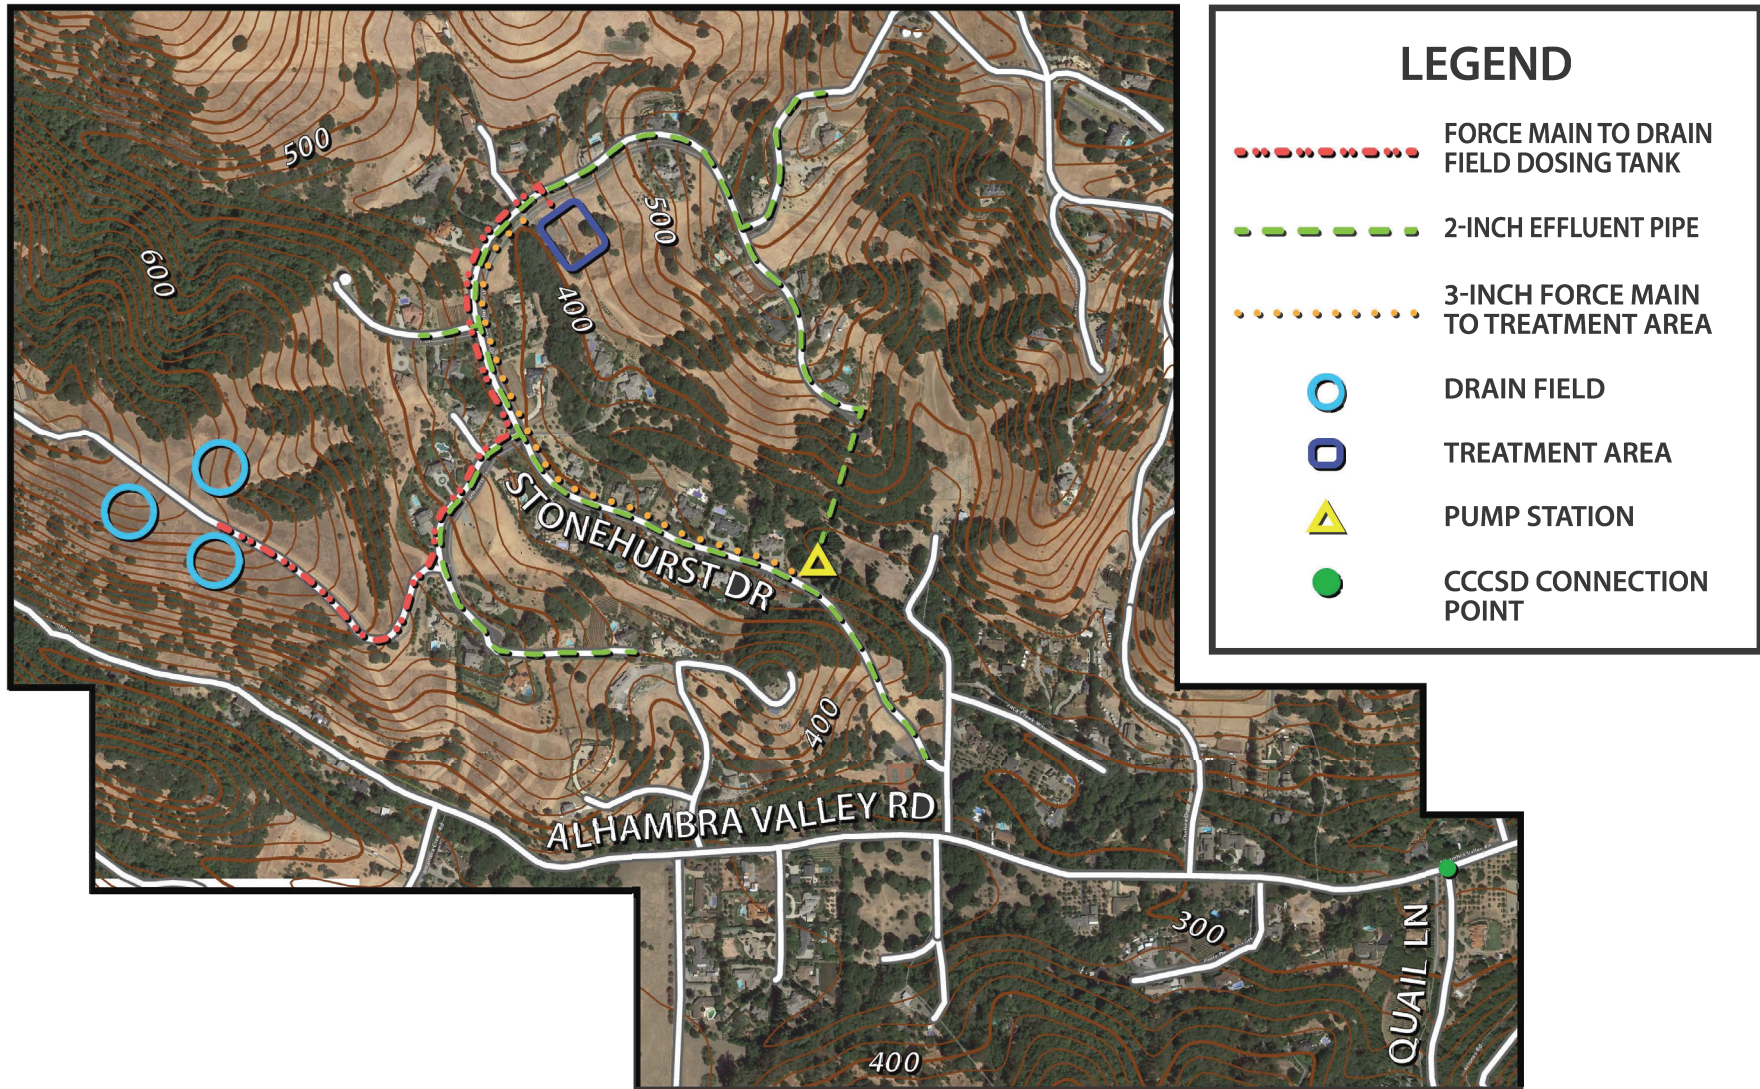 LEGEND
FORCE MAIN TO DRAIN
FIELD DOSING TANK
2-INCH EFFLUENT PIPE
3-INCH FORCE MAIN
TO TREATMENT AREA
DRAIN FIELD
TREATMENT AREA
PUMP STATION
CCCSD CONNECTION
POINT
500
600
500
400
STONEHURST DR
400
ALHAMBRA VALLEY RD
300
QUAIL LN
400